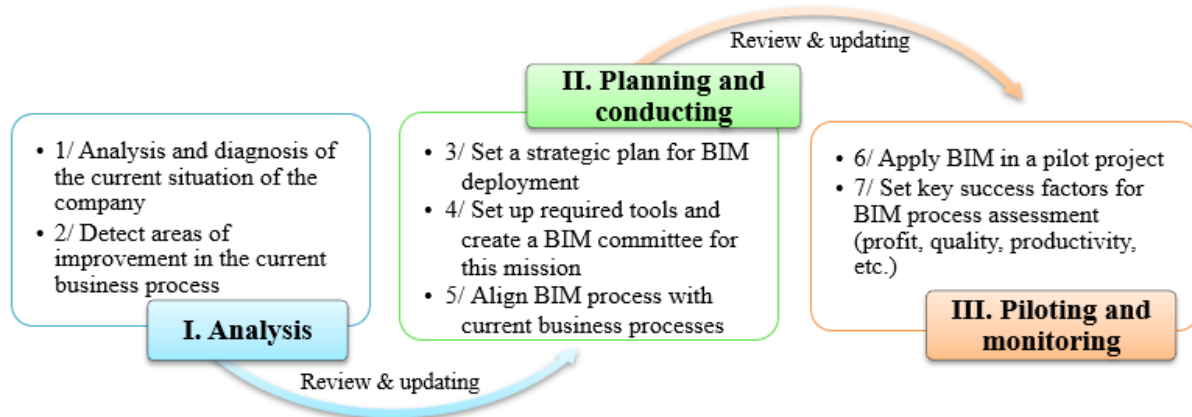 I. Analysis
• 1/ Analysis and diagnosis of
the current situation of the
company
• 2/ Detect areas of
improvement in the current
business process
Review & updating
II. Planning and
conducting
• 3/ Set a strategic plan for BIM
deployment
• 4/ Set up required tools and
create a BIM committee for
this mission
• 5/ Align BIM process with
current business processes
Review & updating
III. Piloting and
monitoring
• 6/ Apply BIM in a pilot project
• 7/ Set key success factors for
BIM process assessment
(profit, quality, productivity,
etc.)